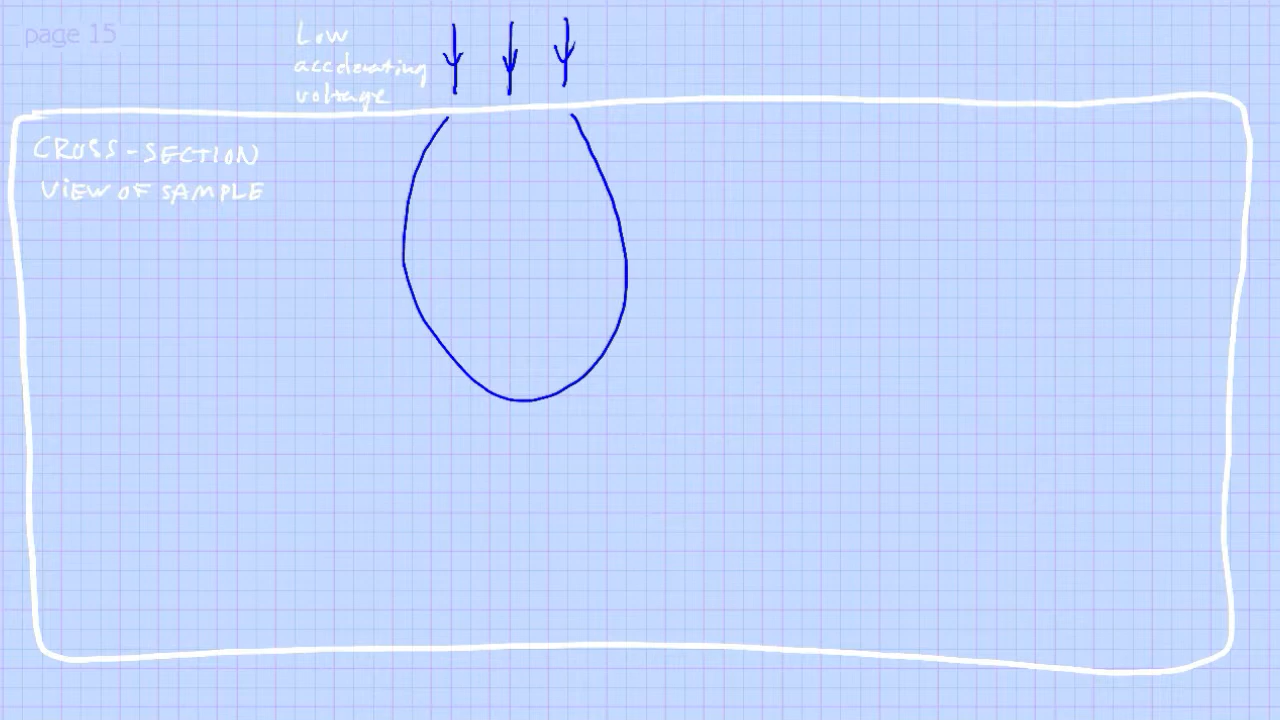 page 15
Low
accelerating
voltage
CROSS-SECTION
VIEW OF SAMPLE